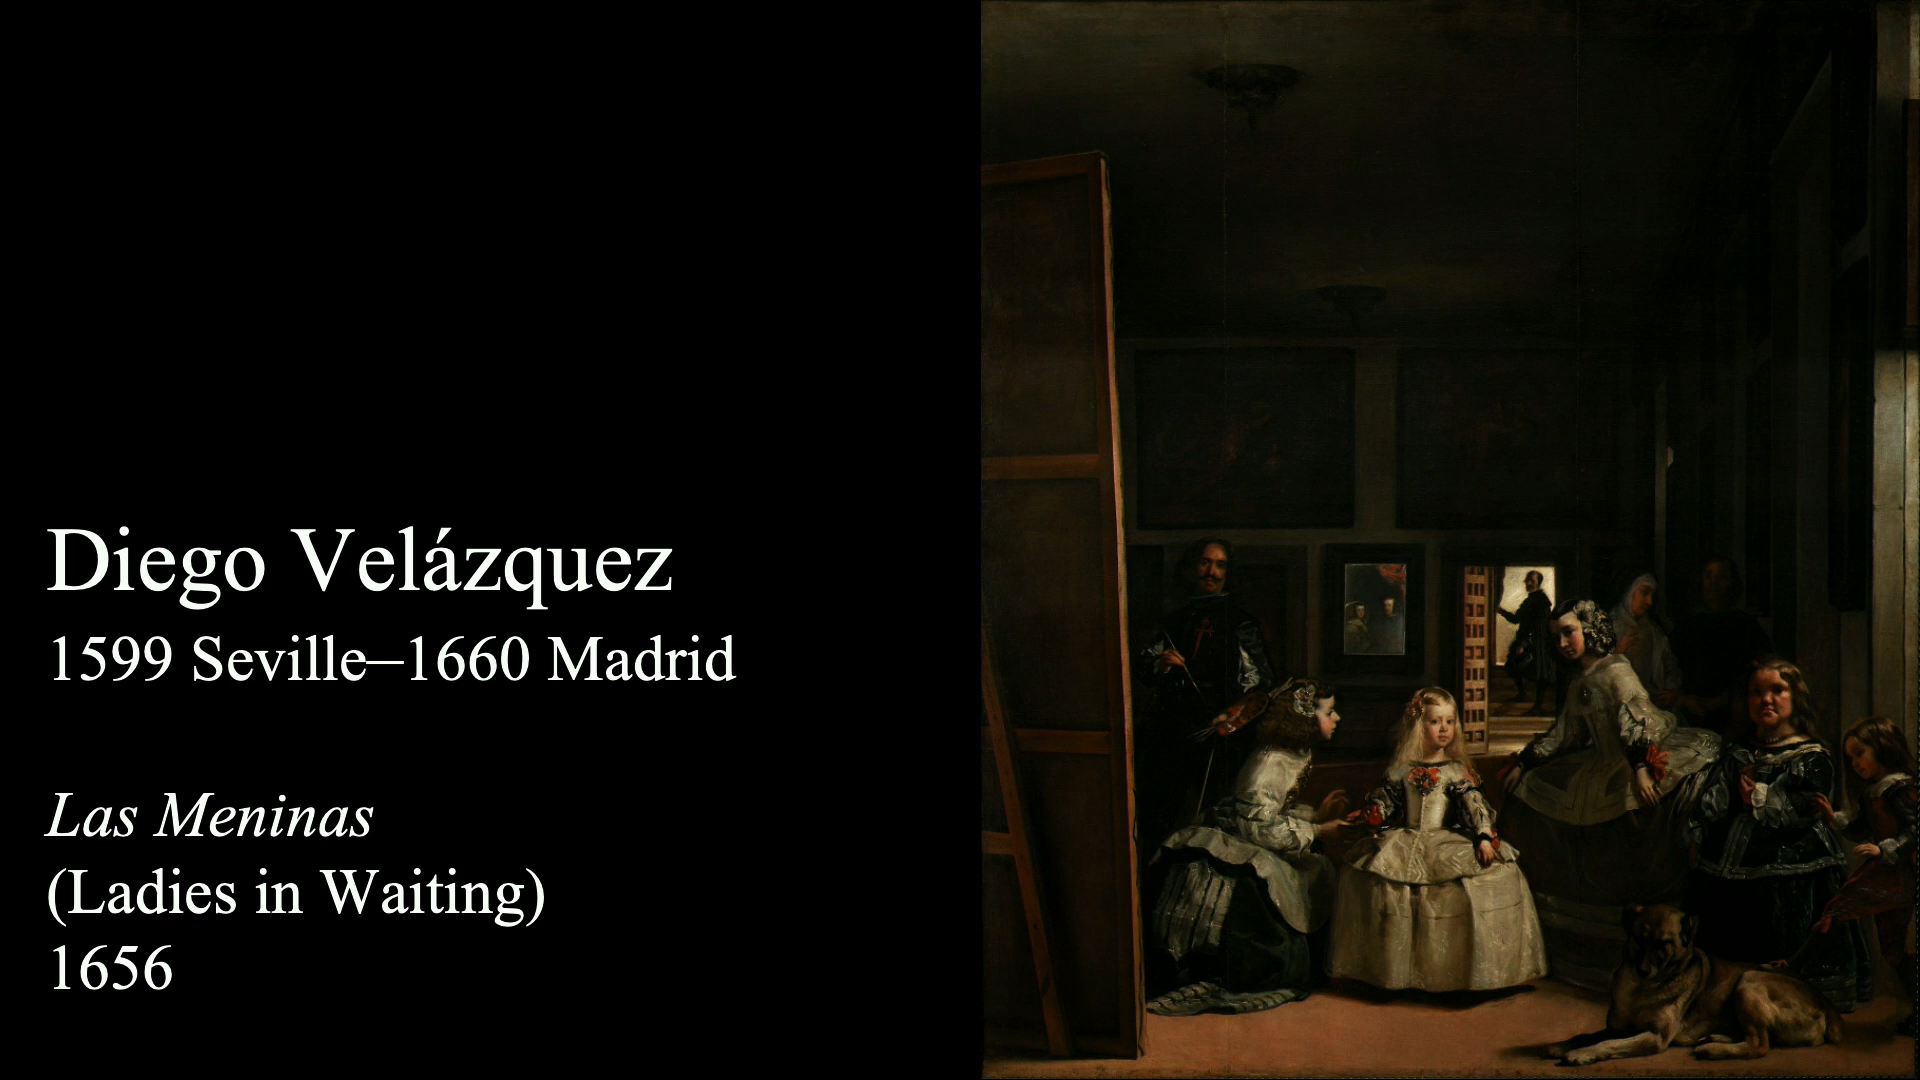 Diego Velázquez
1599 Seville–1660 Madrid
Las Meninas
(Ladies in Waiting)
1656